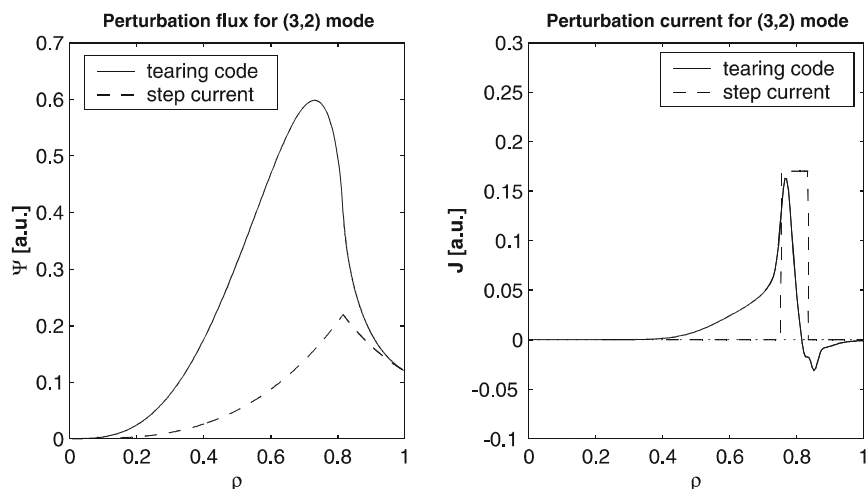 Perturbation flux for (3,2) mode
0.7
0.6
0.5
0.4
0.3
0.2
0.1
0
Ψ [a.u.]
tearing code
step current
0 0.2 0.4 0.6 0.8 1
ρ
Perturbation current for (3,2) mode
0.3
0.25
0.2
0.15
0.10
0.05
0
-0.05
-0.1
J [a.u.]
tearing code
step current
0 0.2 0.4 0.6 0.8 1
ρ